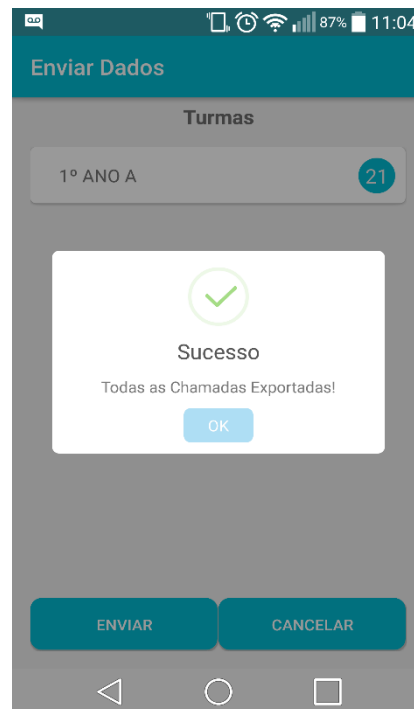 87% 11:04
Enviar Dados
Turmas
1º ANO A 21
Sucesso
Todas as Chamadas Exportadas!
OK
ENVIAR CANCELAR